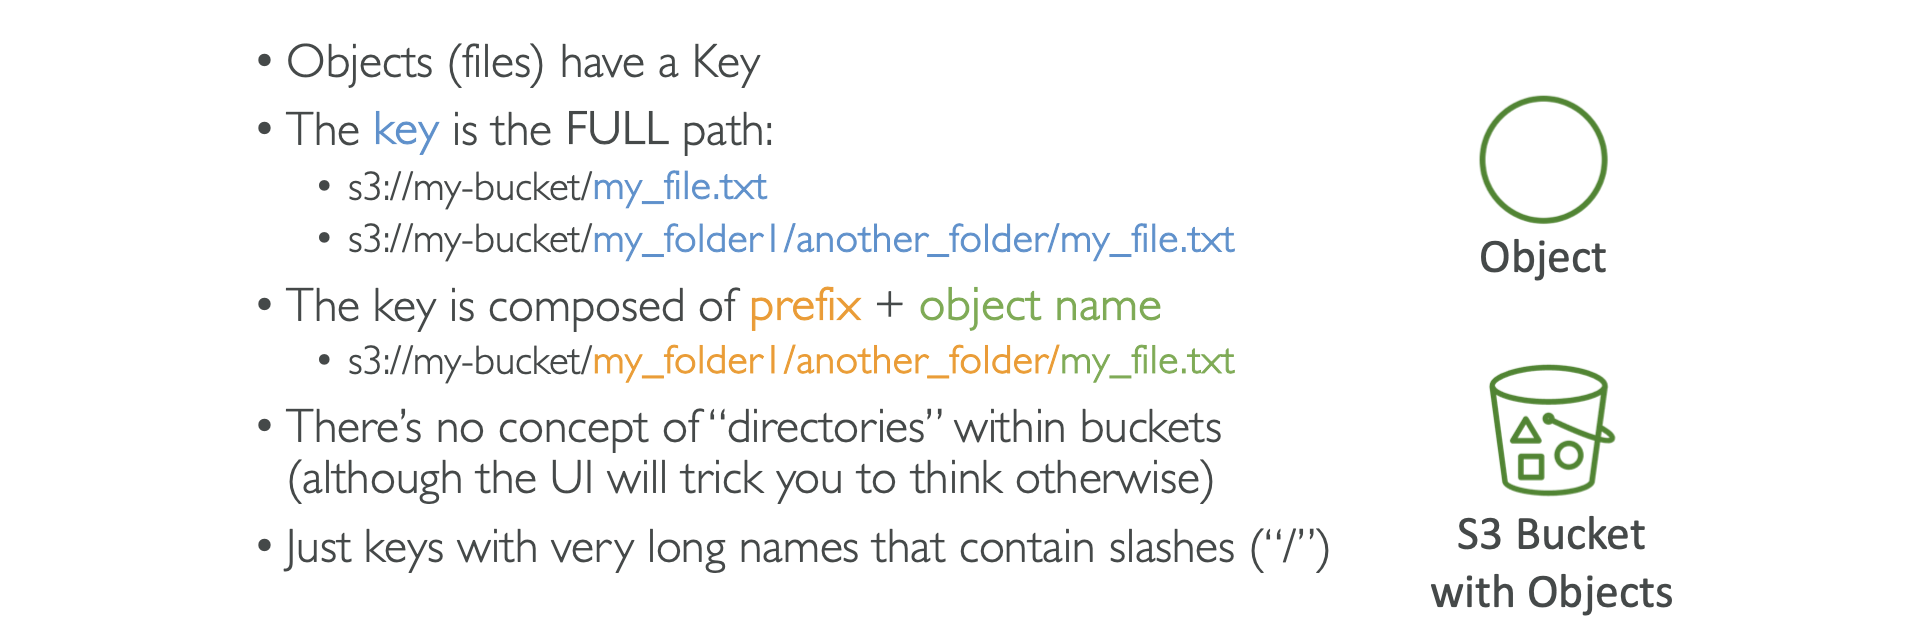 • Objects (files) have a Key
• The key is the FULL path:
• s3://my-bucket/my_file.txt
• s3://my-bucket/my_folder1/another_folder/my_file.txt
• The key is composed of prefix + object name
• s3://my-bucket/my_folder1/another_folder/my_file.txt
• There’s no concept of “directories” within buckets
(although the UI will trick you to think otherwise)
• Just keys with very long names that contain slashes (“/”)
Object
S3 Bucket
with Objects